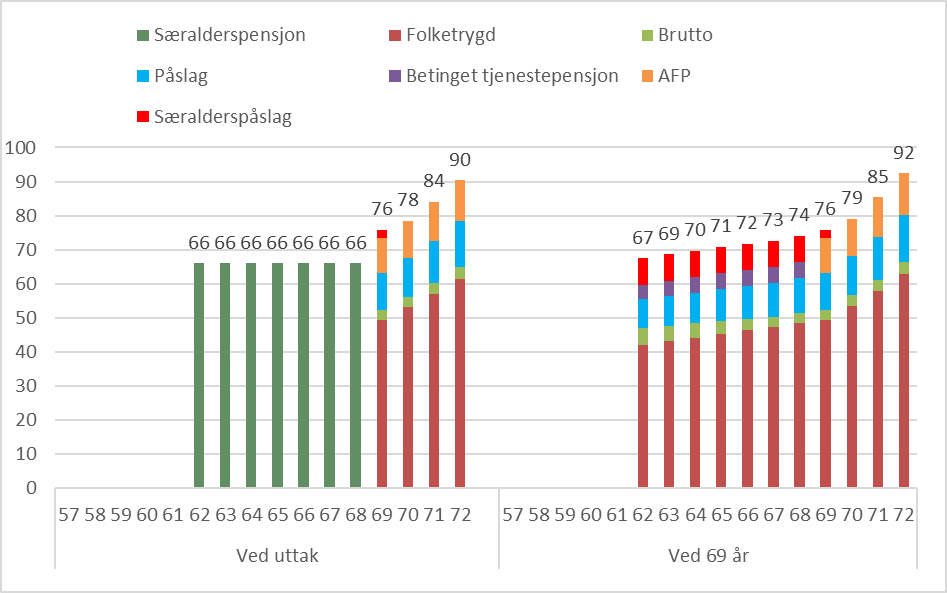 Særalderspensjon Folketrygd Brutto
Påslag Betinget tjenestepensjon AFP
Særalderspåslag
100
90
80
70
60
50
40
30
20
10
0
66 66 66 66 66 66 66 76 78 84 90
67 69 70 71 72 73 74 76 79 85 92
57 58 59 60 61 62 63 64 65 66 67 68 69 70 71 72 57 58 59 60 61 62 63 64 65 66 67 68 69 70 71 72
Ved uttak Ved 69 år